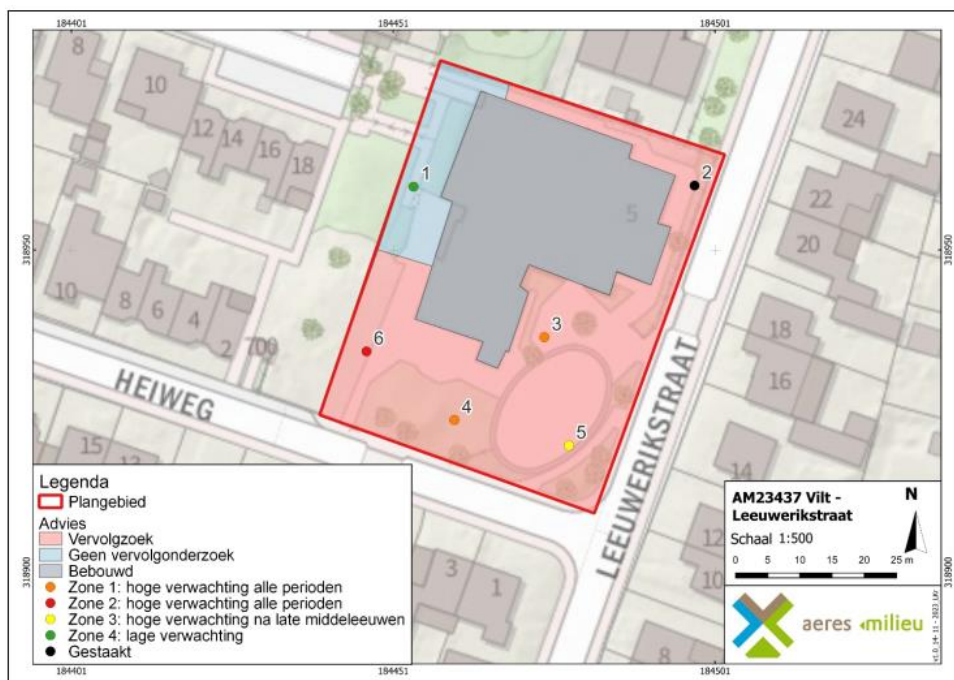 184401 184451 184501
8
10
12
14
16
18
1
24
22
20
1
2
5
318950
318950
10
8
6
4
2
700
3
18
16
6
4
5
HEIWEG
LEEUWERIKSTRAAT
15
13
14
12
10
3
1
8
318900
318900
Legenda
Plangebied
Advies
Vervolgzoek
Geen vervolgonderzoek
Bebouwd
Zone 1: hoge verwachting alle perioden
Zone 2: hoge verwachting alle perioden
Zone 3: hoge verwachting na late middeleeuwen
Zone 4: lage verwachting
Gestaakt
AM23437 Vilt -
Leeuwerikstraat
N
Schaal 1:500
0 5 10 15 20 25 m
aeres milieu
184401 184451 184501